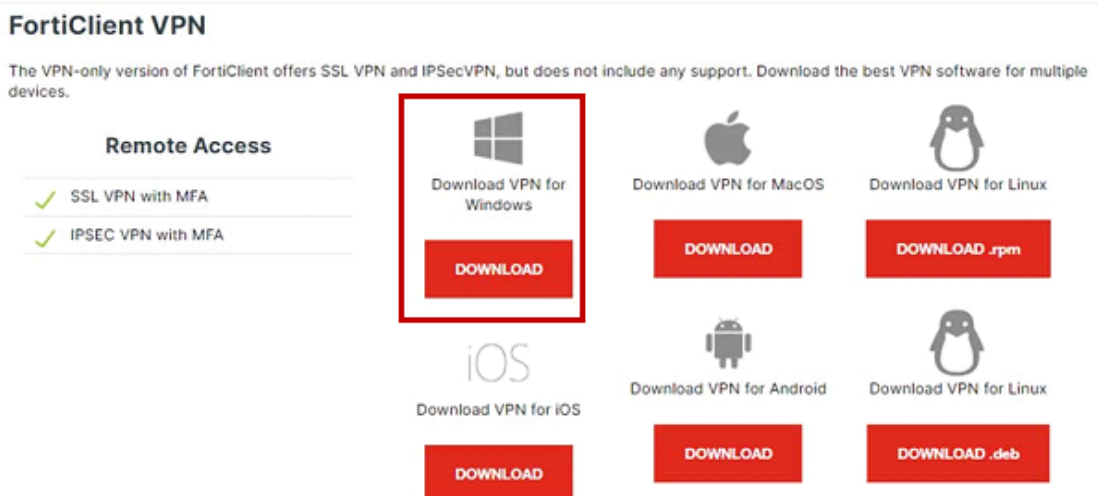 FortiClient VPN
The VPN-only version of FortiClient offers SSL VPN and IPSecVPN, but does not include any support. Download the best VPN software for multiple
devices.
Remote Access
SSL VPN with MFA
IPSEC VPN with MFA
Download VPN for
Windows
DOWNLOAD
Download VPN for MacOS
DOWNLOAD
Download VPN for Linux
DOWNLOAD .rpm
iOS
Download VPN for iOS
DOWNLOAD
Download VPN for Android
DOWNLOAD
Download VPN for Linux
DOWNLOAD .deb